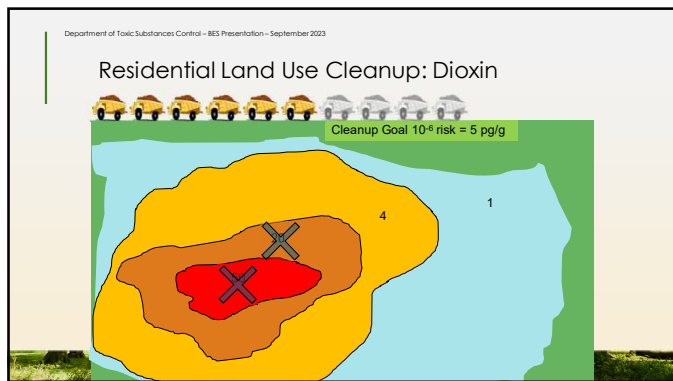 Department of Toxic Substances Control – BES Presentation – September 2023
Residential Land Use Cleanup: Dioxin
Cleanup Goal 10⁻⁶ risk = 5 pg/g
1
4